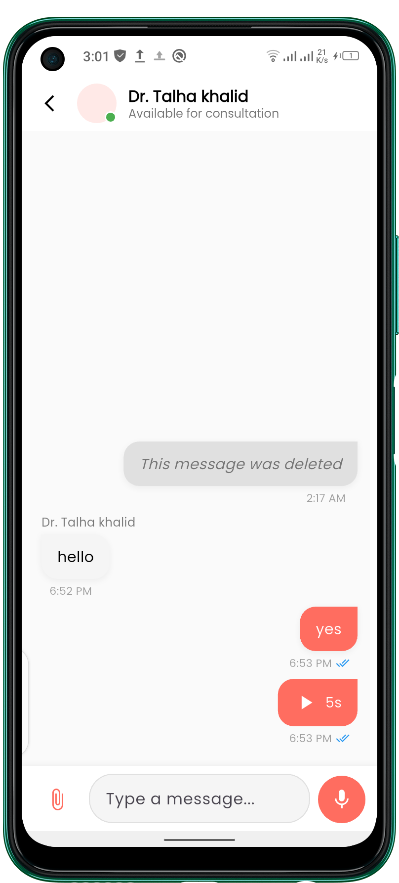 3:01
21
K/s
1
Dr. Talha khalid
Available for consultation
This message was deleted
2:17 AM
Dr. Talha khalid
hello
6:52 PM
yes
6:53 PM
5s
6:53 PM
Type a message...